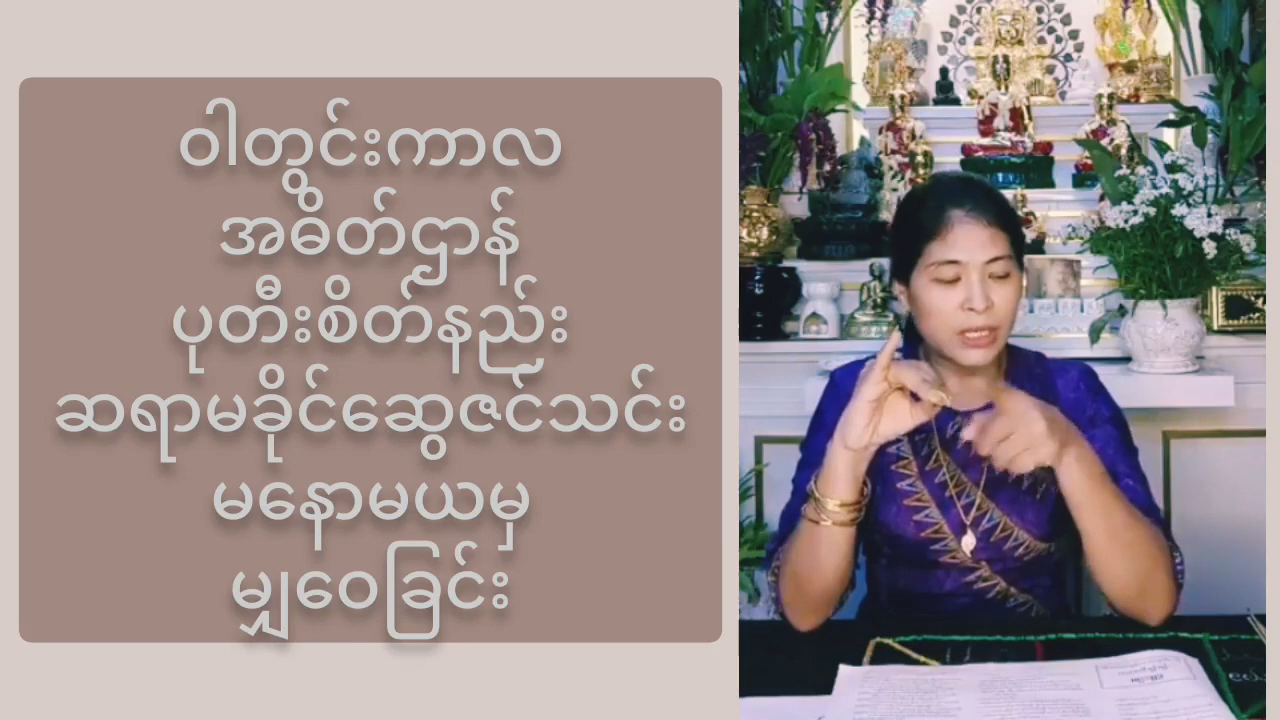 ဝါတွင်းကာလ
အဓိတ်ဌာန်
ပုတီးစိတ်နည်း
ဆရာမခိုင်ဆွေဇင်သင်း
မနောမယမှ
မျှဝေခြင်း